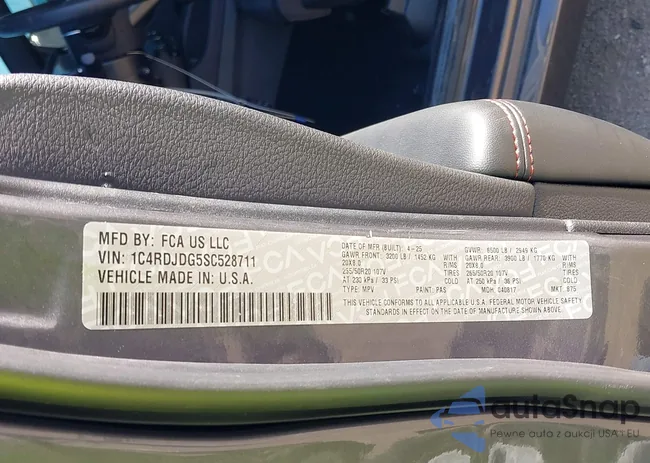 MFD BY: FCA US LLC
VIN: 1C4RDJDG5SC528711
VEHICLE MADE IN U.S.A.
DATE OF MFR (BUILT): 4-25 GVWR: 6500 LB / 2949 KG
GAWR FRONT: 3200 LB / 1452 KG GAWR REAR: 3900 LB / 1770 KG
20X8.0 RIMS 20X8.0 RIMS
265/50R20 107V TIRES 265/50R20 107V TIRES
AT 230 kPa / 33 PSI COLD AT 250 kPa / 36 PSI COLD
TYPE: MPV PAINT: PAS MDH: 040817 MKT: 875
THIS VEHICLE CONFORMS TO ALL APPLICABLE U.S.A. FEDERAL MOTOR VEHICLE SAFETY
STANDARDS IN EFFECT ON THE DATE OF MANUFACTURE SHOWN ABOVE.
autoSnap
Pewne auto z aukcji USA i EU